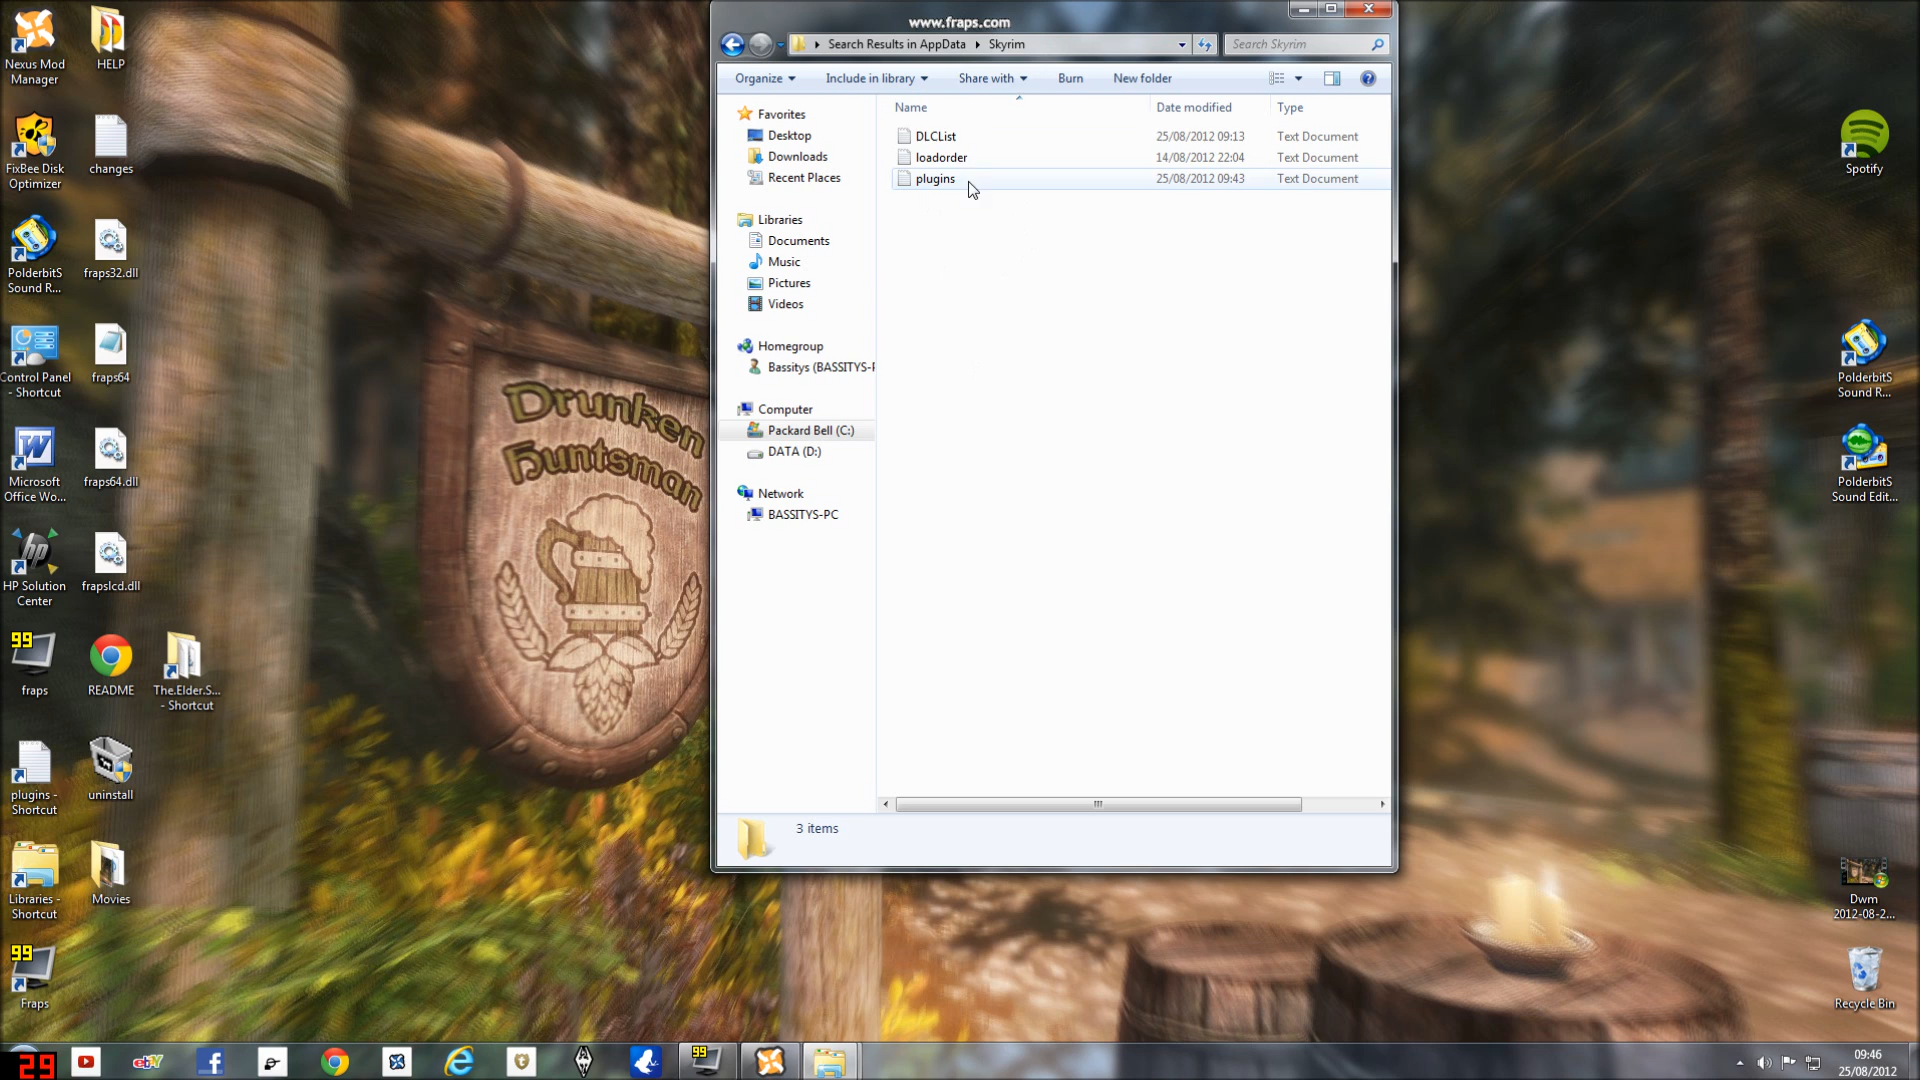 www.fraps.com
Search Results in AppData
Skyrim
Search Skyrim
Organize
Include in library
Share with
Burn
New folder
Name
Date modified
Type
DLCList
25/08/2012 09:13
Text Document
loadorder
14/08/2012 22:04
Text Document
plugins
25/08/2012 09:43
Text Document
Favorites
Desktop
Downloads
Recent Places
Libraries
Documents
Music
Pictures
Videos
Homegroup
Bassitys (BASSITYS-P
Computer
Packard Bell (C:)
DATA (D:)
Network
BASSITYS-PC
3 items
Nexus Mod
Manager
HELP
FixBee Disk
Optimizer
changes
PolderbitS
Sound R...
fraps32.dll
Control Panel
- Shortcut
fraps64
Microsoft
Office Wo...
fraps64.dll
hp
HP Solution
Center
frapslcd.dll
99
fraps
README
The.Elder.S...
- Shortcut
plugins -
Shortcut
uninstall
Libraries -
Shortcut
Movies
99
Fraps
Drunken
Huntsman
Spotify
PolderbitS
Sound R...
PolderbitS
Sound Edit...
Dwm
2012-08-2...
Recycle Bin
29
ebY
99
09:46
25/08/2012